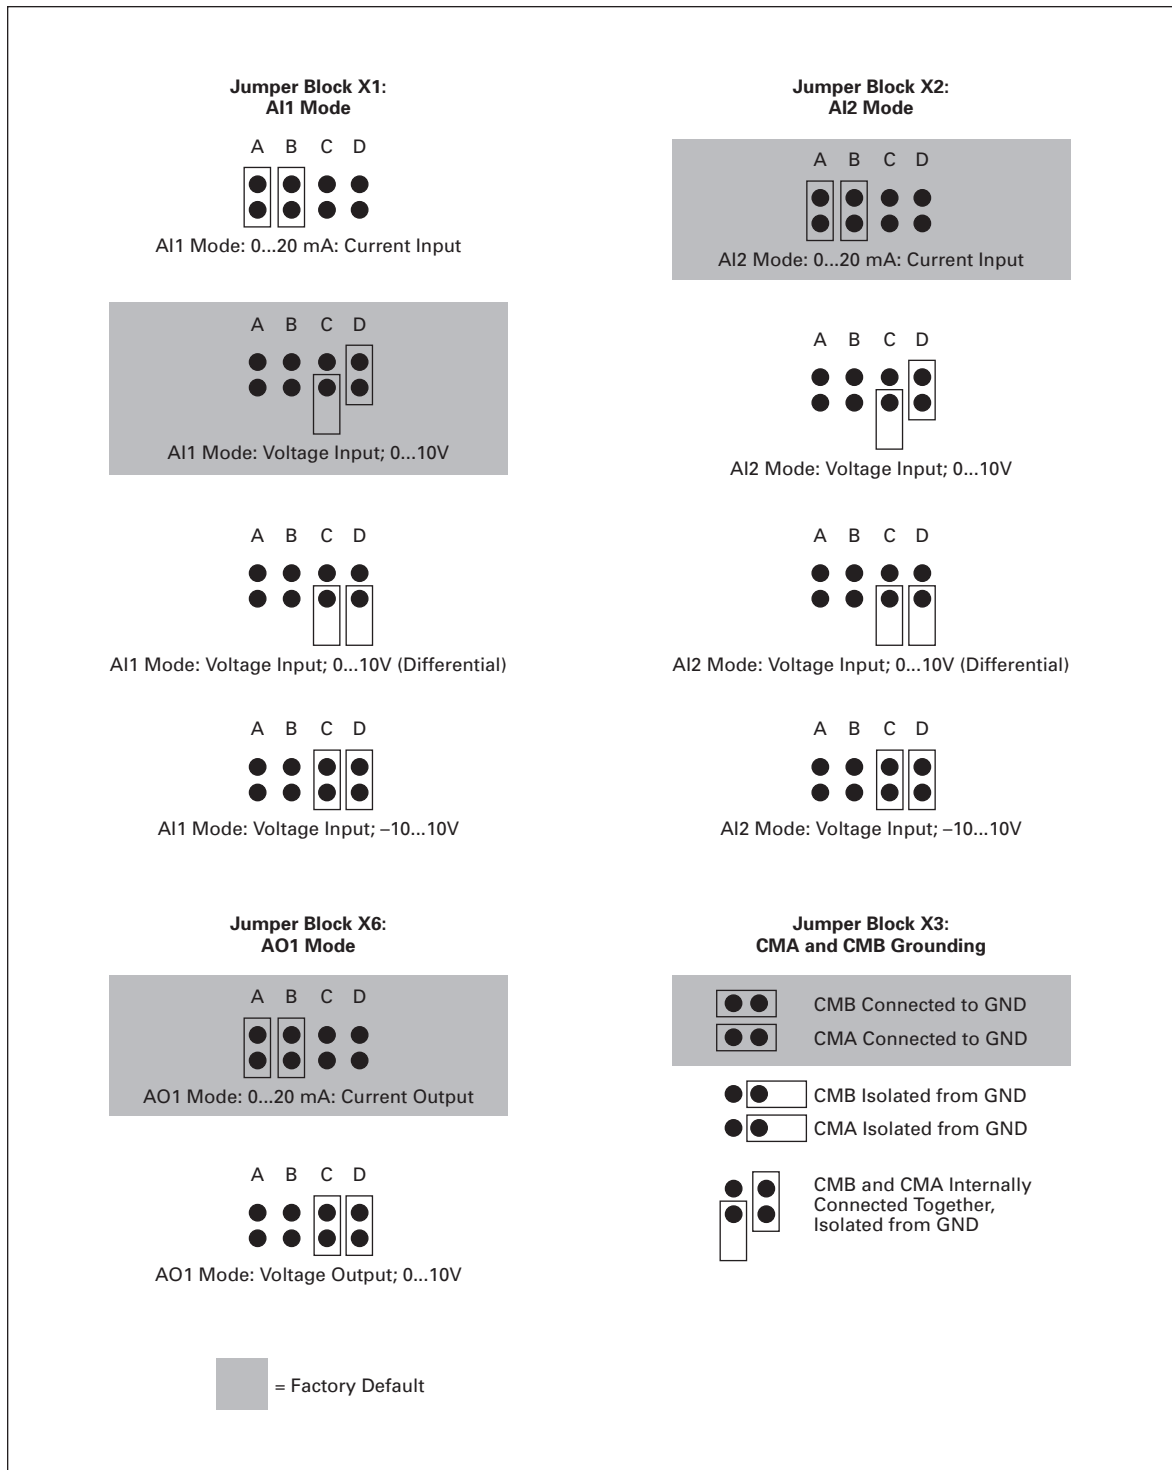 Jumper Block X1:
AI1 Mode
A B C D
AI1 Mode: 0...20 mA: Current Input
A B C D
AI1 Mode: Voltage Input; 0...10V
A B C D
AI1 Mode: Voltage Input; 0...10V (Differential)
A B C D
AI1 Mode: Voltage Input; –10...10V
Jumper Block X2:
AI2 Mode
A B C D
AI2 Mode: 0...20 mA: Current Input
A B C D
AI2 Mode: Voltage Input; 0...10V
A B C D
AI2 Mode: Voltage Input; 0...10V (Differential)
A B C D
AI2 Mode: Voltage Input; –10...10V
Jumper Block X6:
AO1 Mode
A B C D
AO1 Mode: 0...20 mA: Current Output
A B C D
AO1 Mode: Voltage Output; 0...10V
Jumper Block X3:
CMA and CMB Grounding
CMB Connected to GND
CMA Connected to GND
CMB Isolated from GND
CMA Isolated from GND
CMB and CMA Internally
Connected Together,
Isolated from GND
= Factory Default